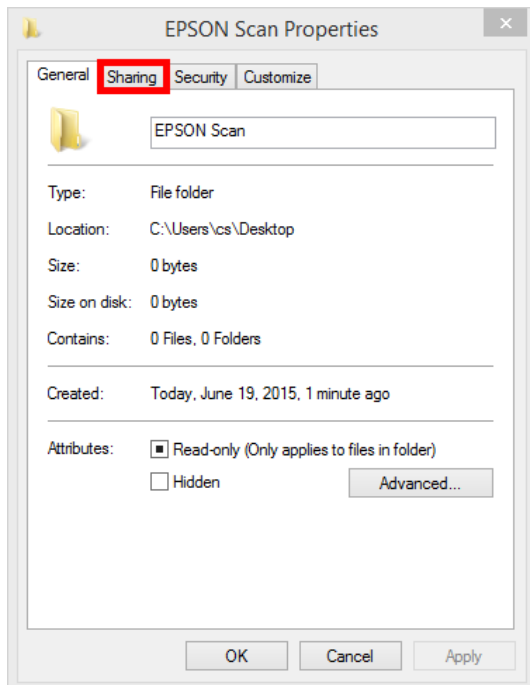 EPSON Scan Properties
General Sharing Security Customize
EPSON Scan
Type: File folder
Location: C:\Users\cs\Desktop
Size: 0 bytes
Size on disk: 0 bytes
Contains: 0 Files, 0 Folders
Created: Today, June 19, 2015, 1 minute ago
Attributes: Read-only (Only applies to files in folder)
Hidden Advanced...
OK Cancel Apply